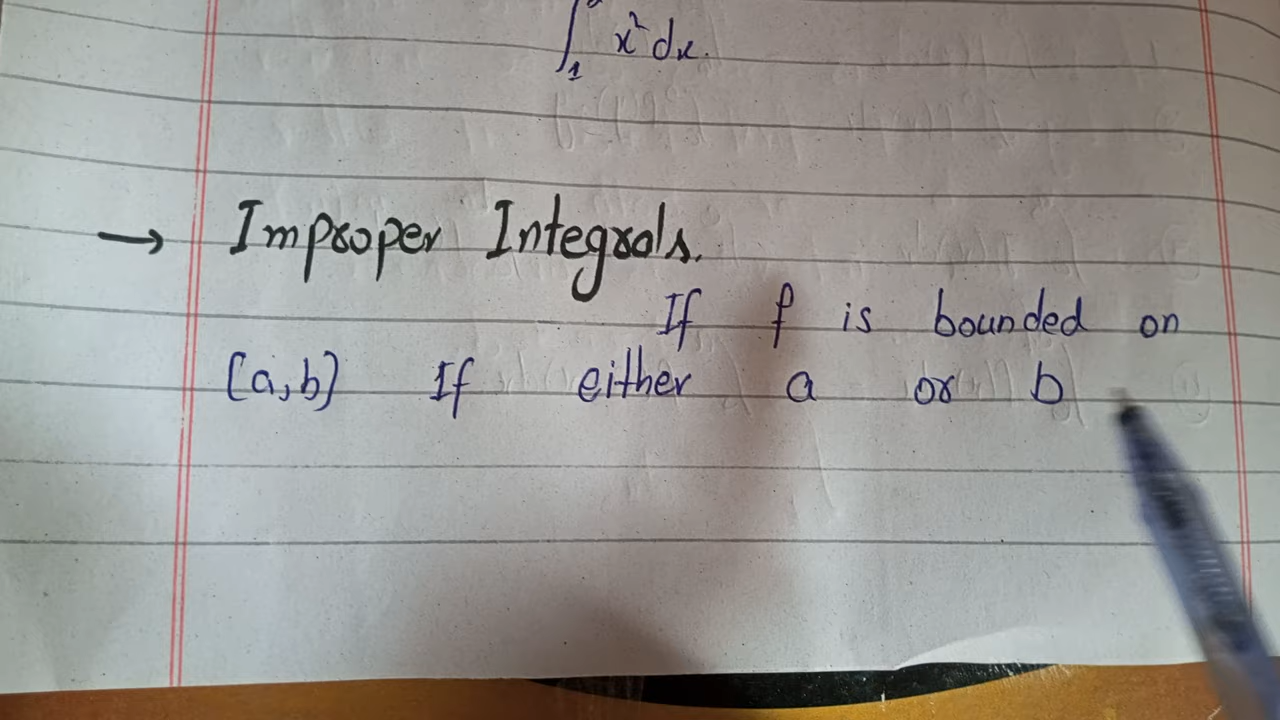 ∫₁ x² dx.
→ Improper Integrals.
If f is bounded on
[a,b] If either a or b